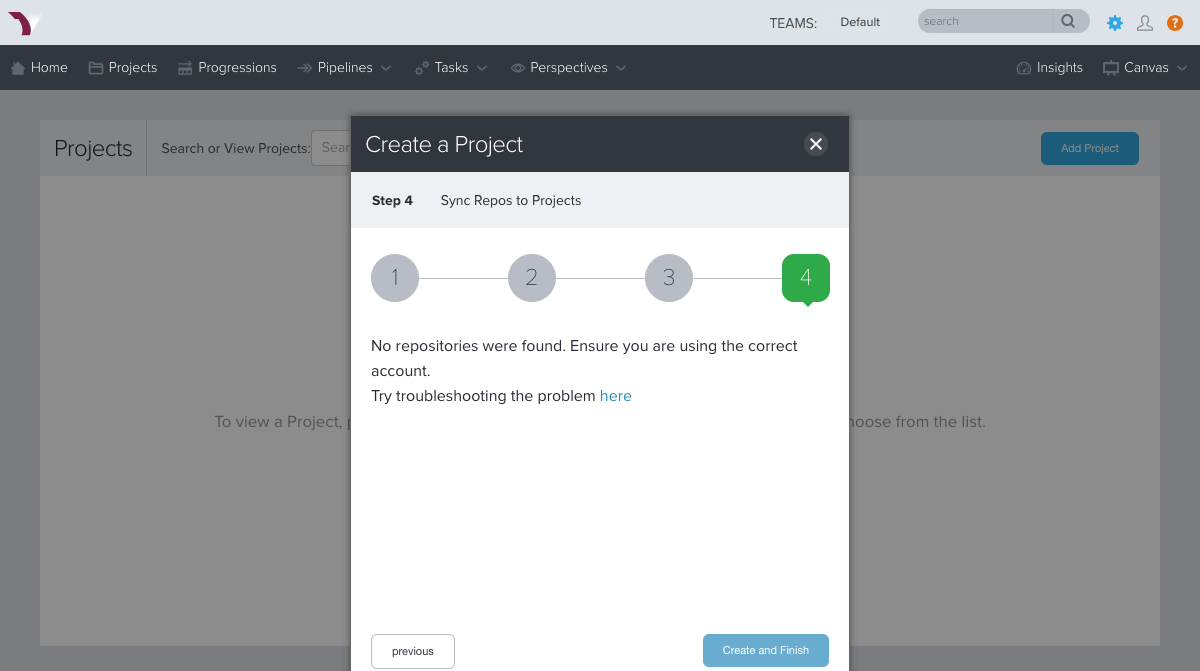 TEAMS: Default search ?
Home Projects Progressions Pipelines Tasks Perspectives Insights Canvas
Projects Search or View Projects: Sear Add Project
Create a Project
Step 4 Sync Repos to Projects
1 2 3 4
No repositories were found. Ensure you are using the correct
account.
Try troubleshooting the problem here
To view a Project, p hoose from the list.
previous Create and Finish